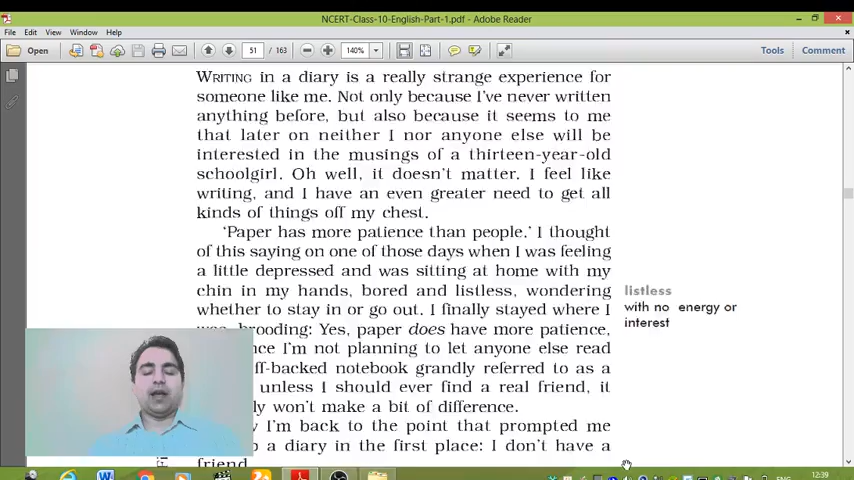 NCERT-Class-10-English-Part-1.pdf - Adobe Reader
File Edit View Window Help
Open 51 / 163 140% Tools Comment
WRITING in a diary is a really strange experience for
someone like me. Not only because I've never written
anything before, but also because it seems to me
that later on neither I nor anyone else will be
interested in the musings of a thirteen-year-old
schoolgirl. Oh well, it doesn't matter. I feel like
writing, and I have an even greater need to get all
kinds of things off my chest.
'Paper has more patience than people.' I thought
of this saying on one of those days when I was feeling
a little depressed and was sitting at home with my
chin in my hands, bored and listless, wondering
whether to stay in or go out. I finally stayed where I
brooding: Yes, paper does have more patience,
I'm not planning to let anyone else read
ff-backed notebook grandly referred to as a
unless I should ever find a real friend, it
ly won't make a bit of difference.
I'm back to the point that prompted me
a diary in the first place: I don't have a
friend
listless
with no energy or
interest
ENG 12:39